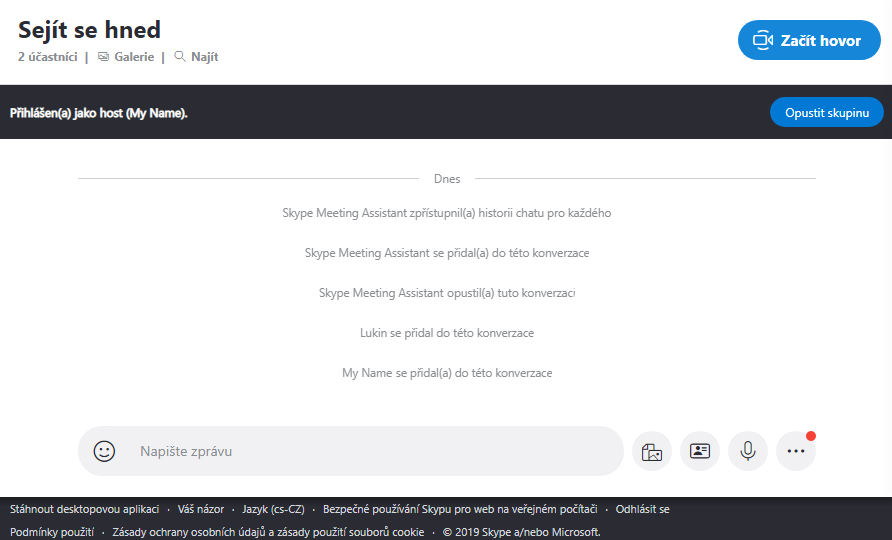 Sejít se hned
2 účastníci | Galerie | Najít
Začít hovor
Přihlášen(a) jako host (My Name).
Opustit skupinu
Dnes
Skype Meeting Assistant zpřístupnil(a) historii chatu pro každého
Skype Meeting Assistant se přidal(a) do této konverzace
Skype Meeting Assistant opustil(a) tuto konverzaci
Lukin se přidal do této konverzace
My Name se přidal(a) do této konverzace
Napište zprávu
Stáhnout desktopovou aplikaci · Váš názor · Jazyk (cs-CZ) · Bezpečné používání Skypu pro web na veřejném počítači · Odhlásit se
Podmínky použití · Zásady ochrany osobních údajů a zásady použití souborů cookie · © 2019 Skype a/nebo Microsoft.